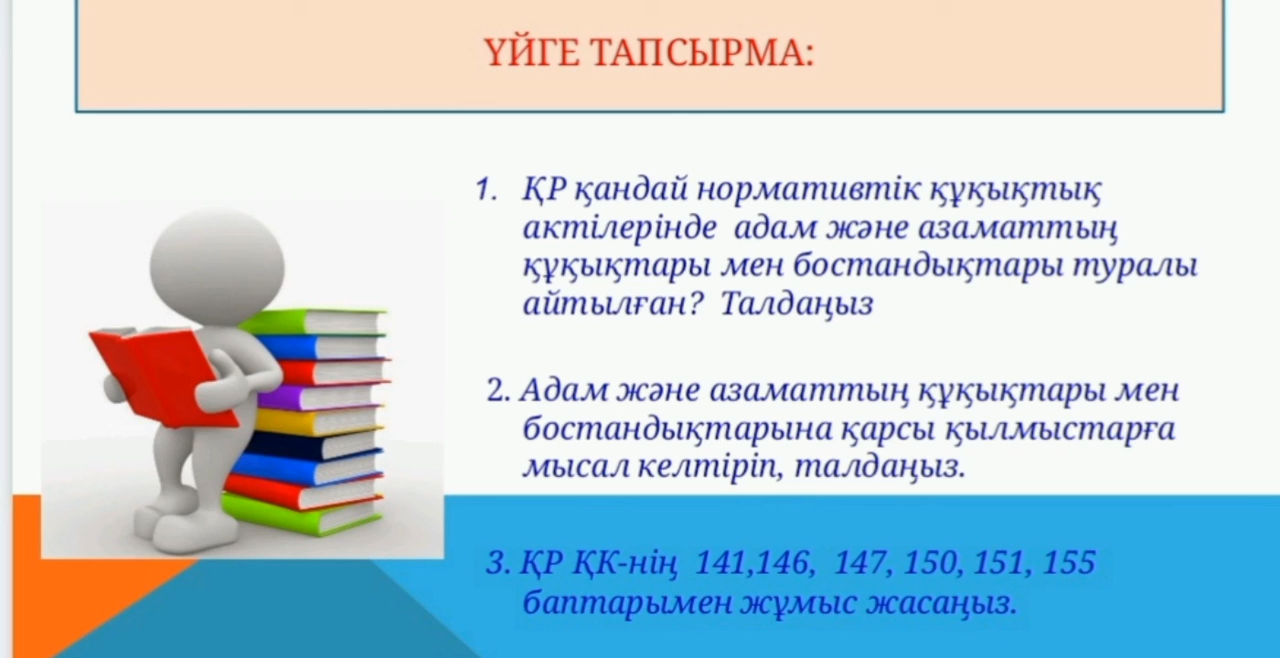 ҮЙГЕ ТАПСЫРМА:
1. ҚР қандай нормативтік құқықтық
актілерінде адам және азаматтың
құқықтары мен бостандықтары туралы
айтылған? Талдаңыз
2. Адам және азаматтың құқықтары мен
бостандықтарына қарсы қылмыстарға
мысал келтіріп, талдаңыз.
3. ҚР ҚК-нің 141,146, 147, 150, 151, 155
баптарымен жұмыс жасаңыз.